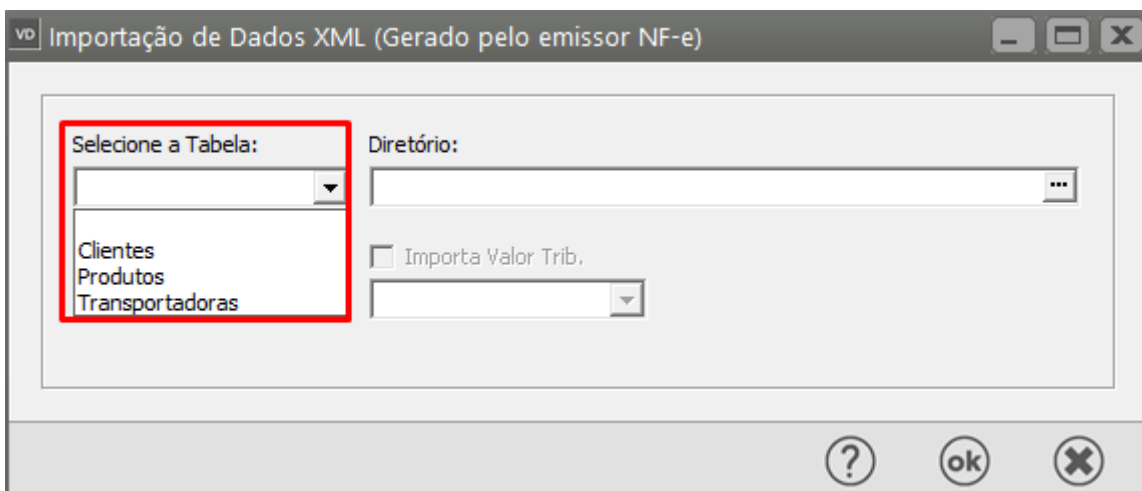 VD Importação de Dados XML (Gerado pelo emissor NF-e)
Selecione a Tabela: Diretório:
...
Clientes
Importa Valor Trib.
Produtos
Transportadoras
? ok